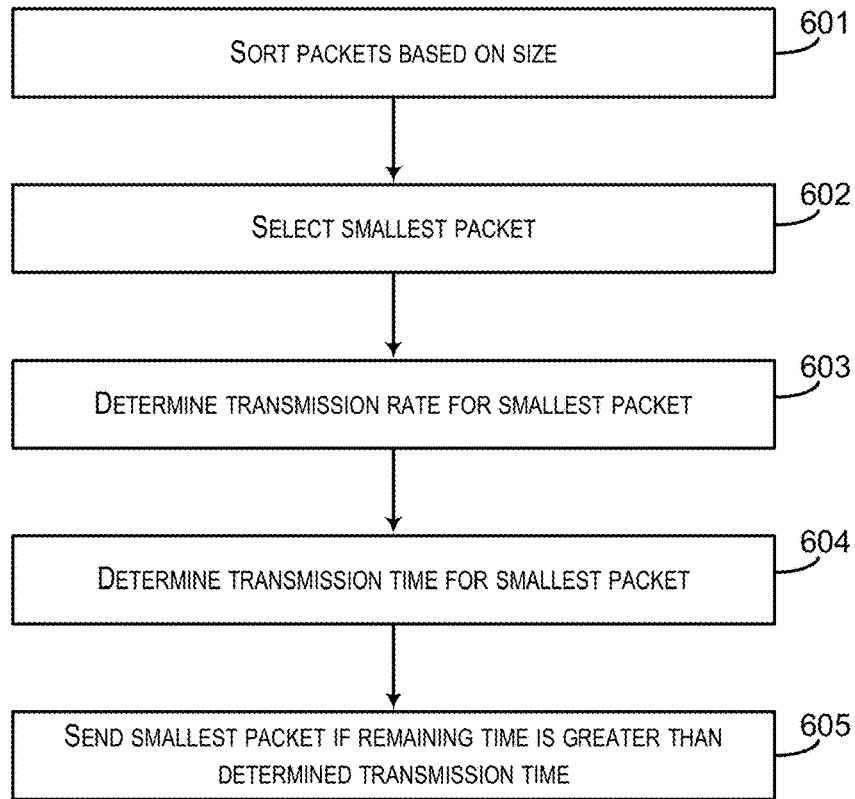 601
SORT PACKETS BASED ON SIZE
602
SELECT SMALLEST PACKET
603
DETERMINE TRANSMISSION RATE FOR SMALLEST PACKET
604
DETERMINE TRANSMISSION TIME FOR SMALLEST PACKET
605
SEND SMALLEST PACKET IF REMAINING TIME IS GREATER THAN
DETERMINED TRANSMISSION TIME